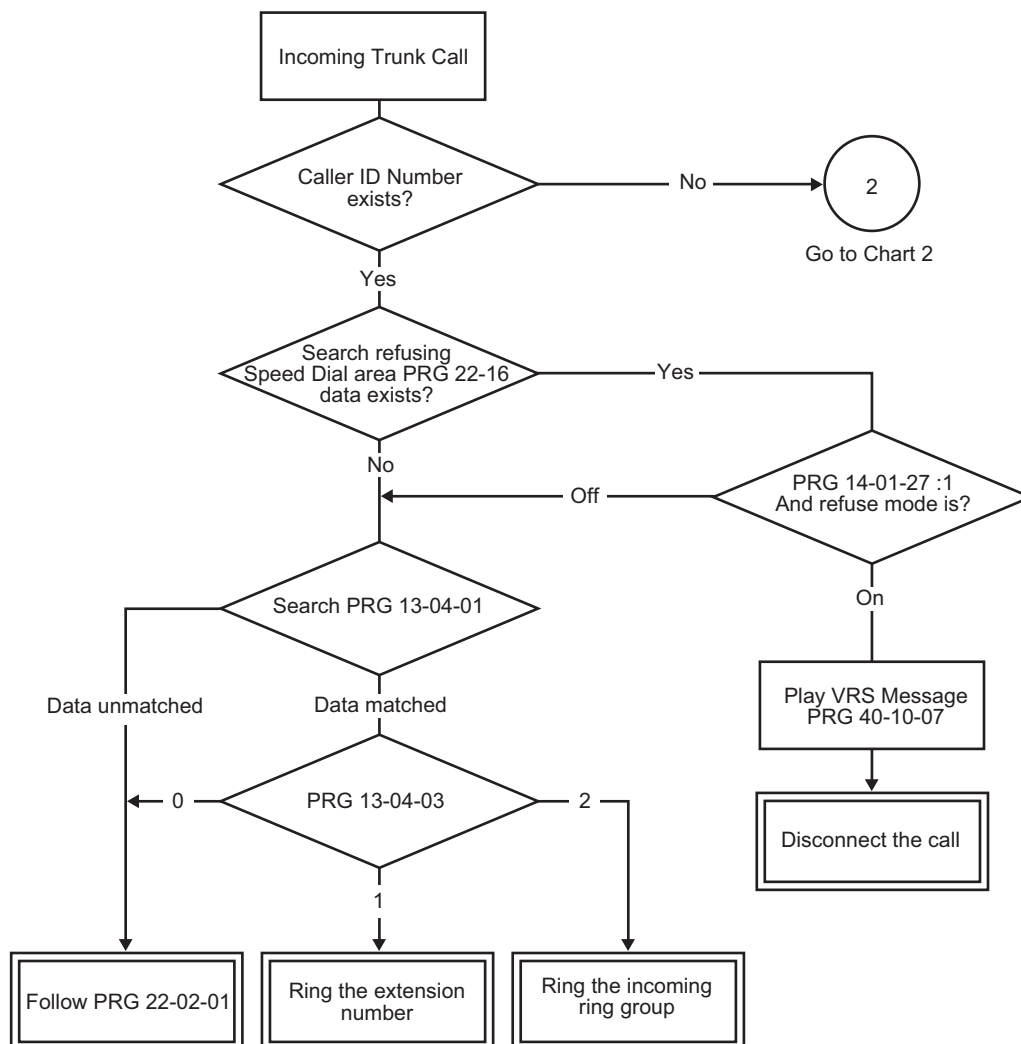 Incoming Trunk Call
Caller ID Number
exists?
No
2
Go to Chart 2
Yes
Search refusing
Speed Dial area PRG 22-16
data exists?
Yes
No
PRG 14-01-27 :1
And refuse mode is?
Off
On
Search PRG 13-04-01
Data unmatched
Data matched
Play VRS Message
PRG 40-10-07
0
PRG 13-04-03
2
Disconnect the call
1
Follow PRG 22-02-01
Ring the extension
number
Ring the incoming
ring group